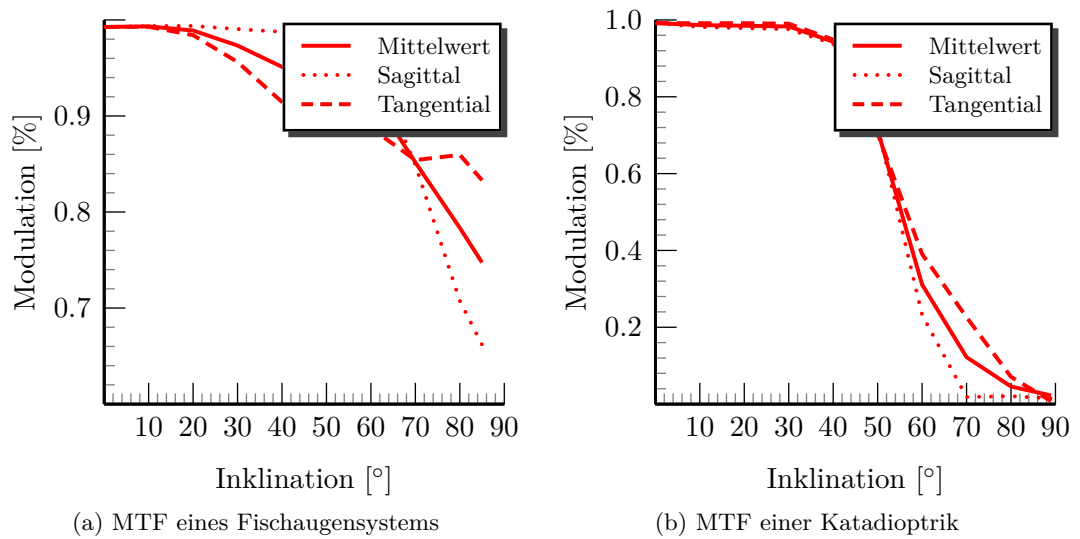 Mittelwert
Sagittal
Tangential
0.9
0.8
0.7
Modulation [%]
10 20 30 40 50 60 70 80 90
Inklination [°]
(a) MTF eines Fischaugensystems
1.0
Mittelwert
Sagittal
Tangential
0.8
0.6
0.4
0.2
Modulation [%]
10 20 30 40 50 60 70 80 90
Inklination [°]
(b) MTF einer Katadioptrik